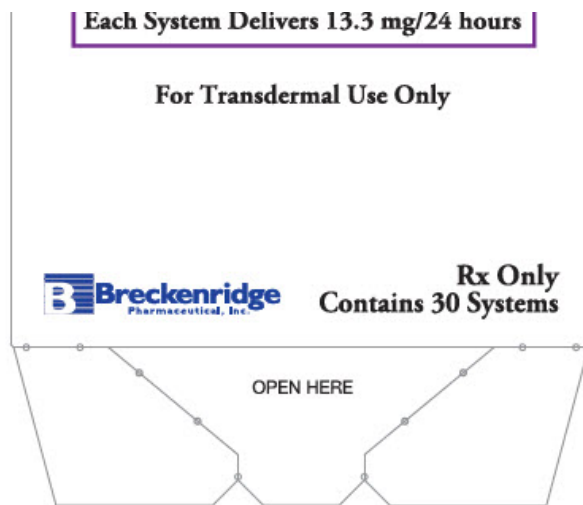 Each System Delivers 13.3 mg/24 hours
For Transdermal Use Only
B Breckenridge
Pharmaceutical, Inc.
Rx Only
Contains 30 Systems
OPEN HERE